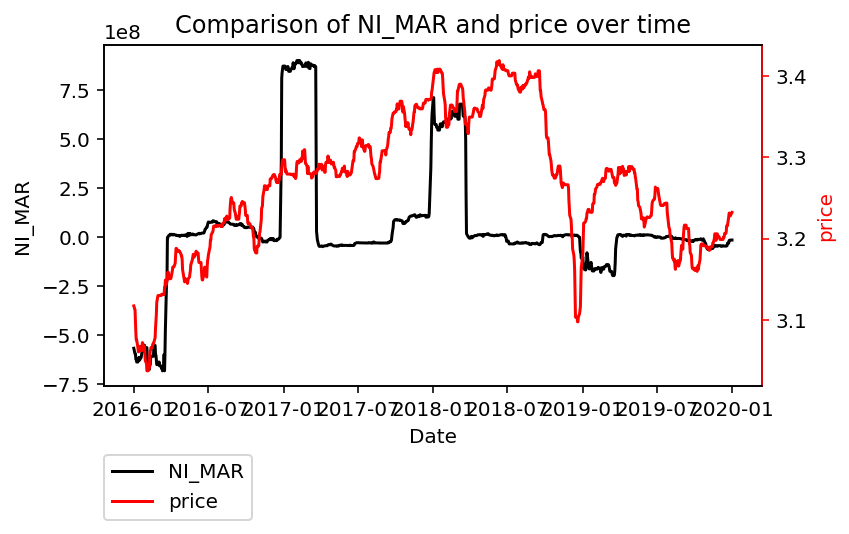 Comparison of NI_MAR and price over time
1e8
7.5
5.0
2.5
0.0
−2.5
−5.0
−7.5
NI_MAR
3.4
3.3
3.2
3.1
price
2016-01 2016-07 2017-01 2017-07 2018-01 2018-07 2019-01 2019-07 2020-01
Date
NI_MAR
price